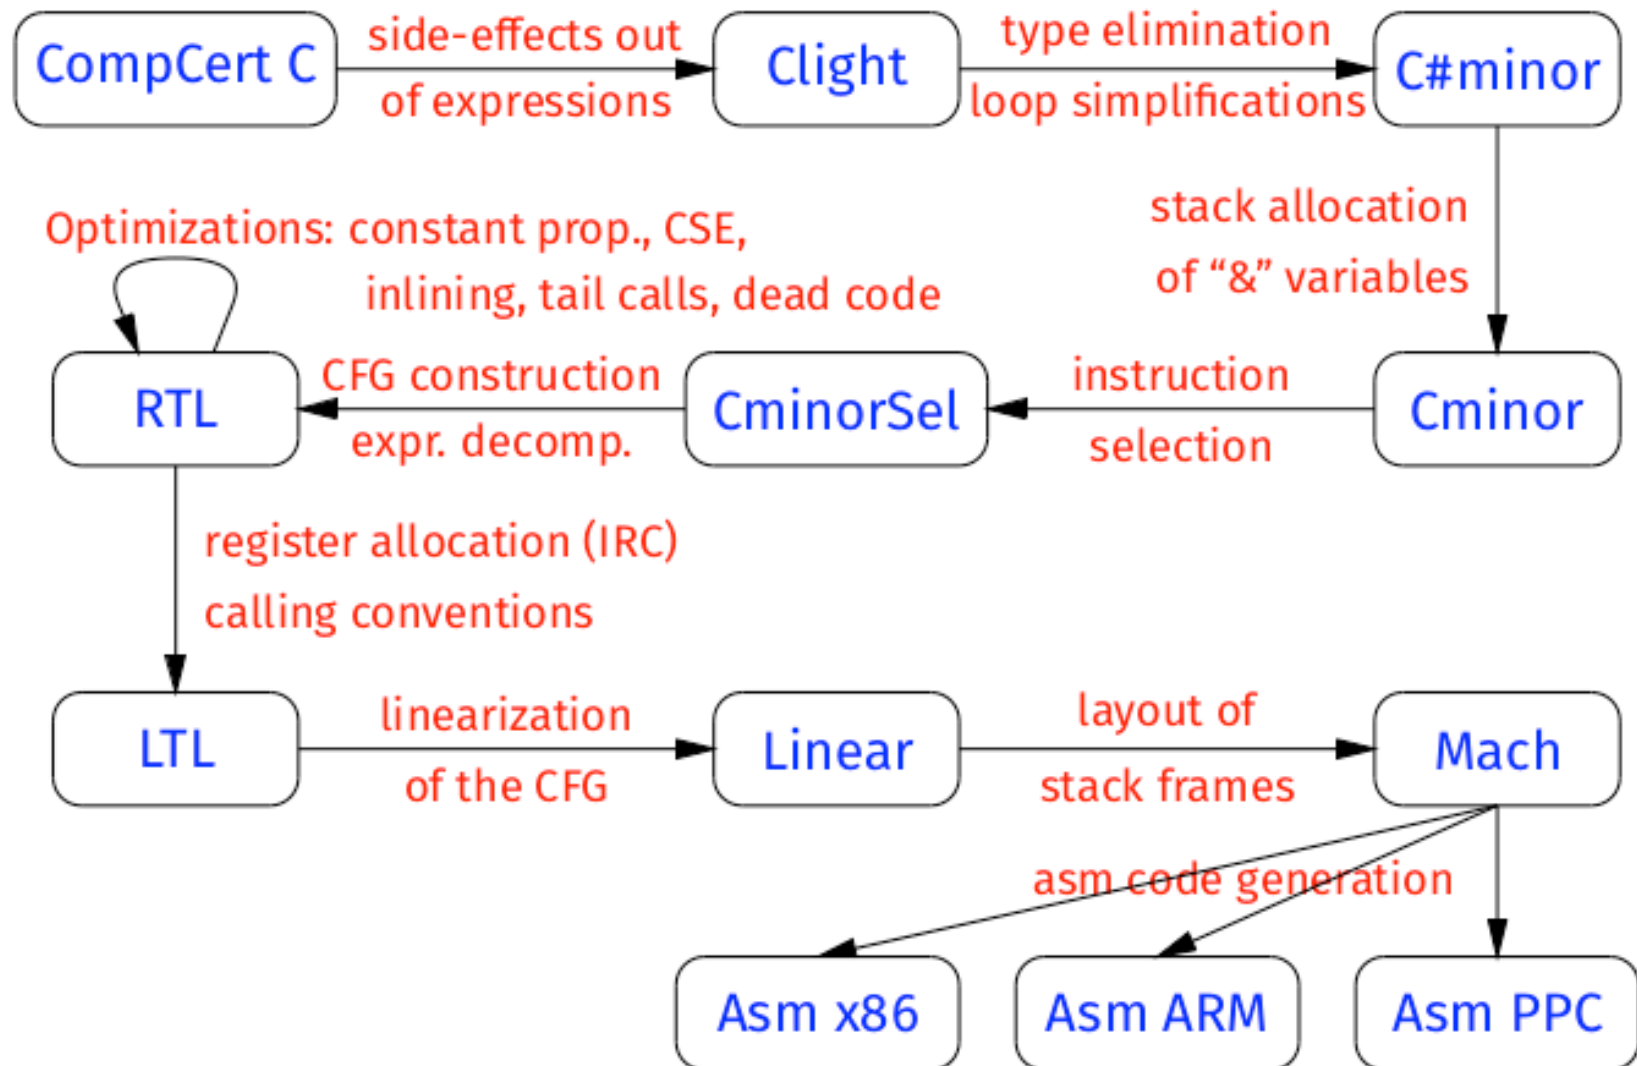 CompCert C
side-effects out
of expressions
Clight
type elimination
loop simplifications
C#minor
stack allocation
of “&” variables
Optimizations: constant prop., CSE,
inlining, tail calls, dead code
RTL
CFG construction
expr. decomp.
CminorSel
instruction
selection
Cminor
register allocation (IRC)
calling conventions
LTL
linearization
of the CFG
Linear
layout of
stack frames
Mach
asm code generation
Asm x86
Asm ARM
Asm PPC